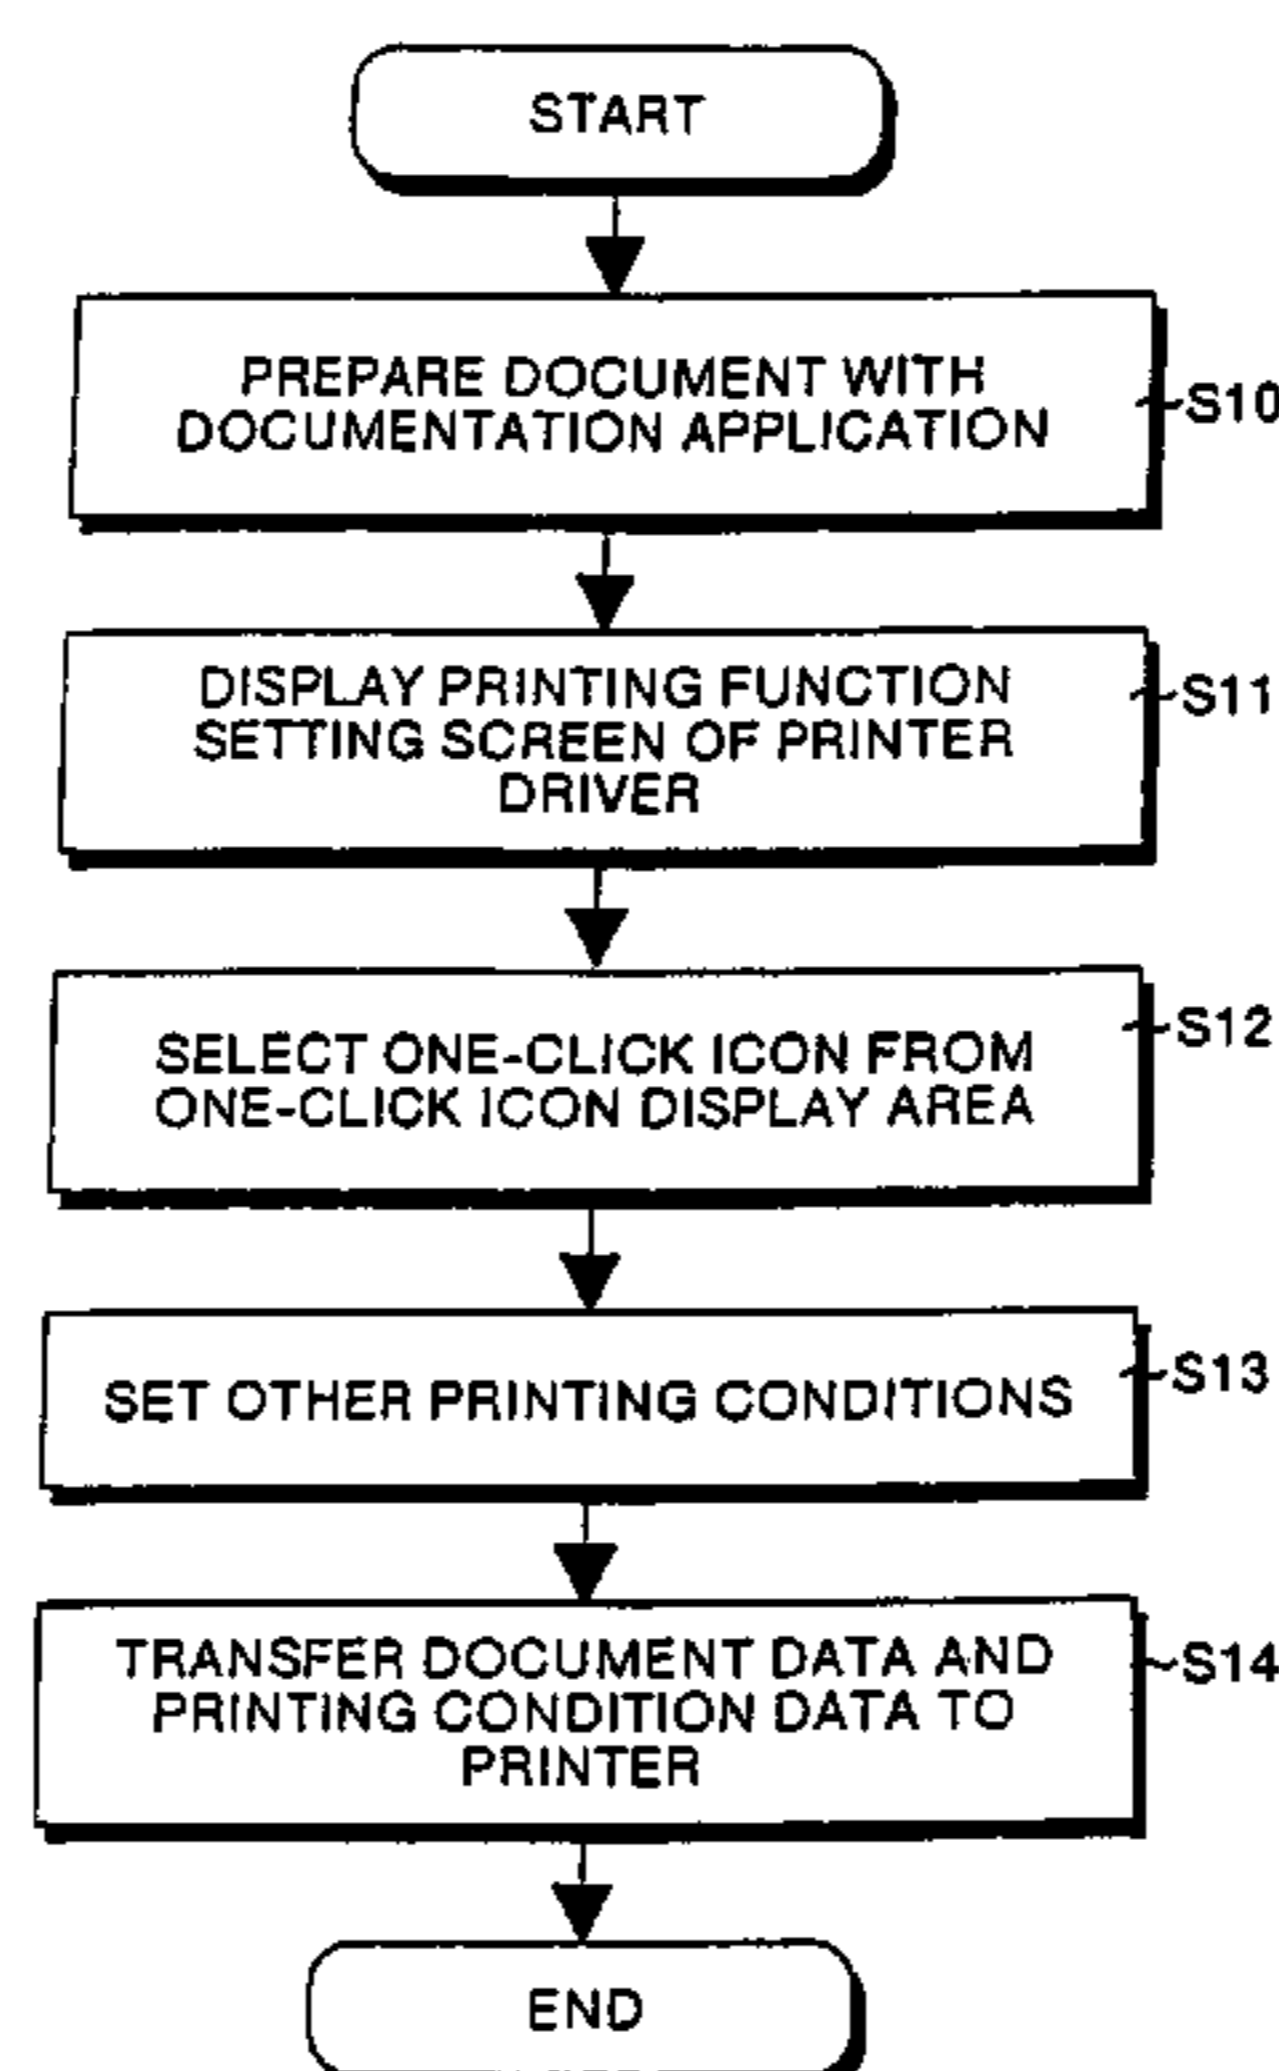 START
PREPARE DOCUMENT WITH
DOCUMENTATION APPLICATION
S10
DISPLAY PRINTING FUNCTION
SETTING SCREEN OF PRINTER
DRIVER
S11
SELECT ONE-CLICK ICON FROM
ONE-CLICK ICON DISPLAY AREA
S12
SET OTHER PRINTING CONDITIONS
S13
TRANSFER DOCUMENT DATA AND
PRINTING CONDITION DATA TO
PRINTER
S14
END